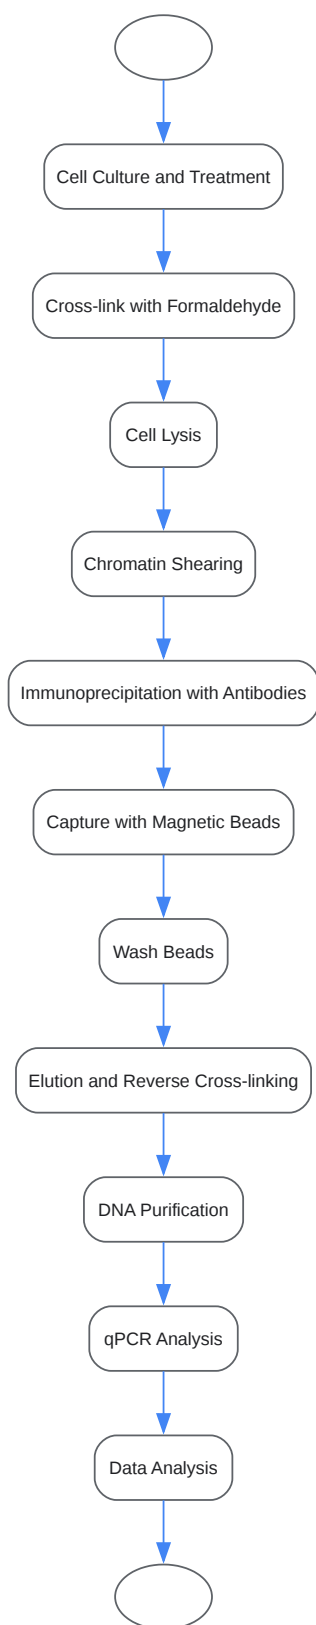 Cell Culture and Treatment
Cross-link with Formaldehyde
Cell Lysis
Chromatin Shearing
Immunoprecipitation with Antibodies
Capture with Magnetic Beads
Wash Beads
Elution and Reverse Cross-linking
DNA Purification
qPCR Analysis
Data Analysis